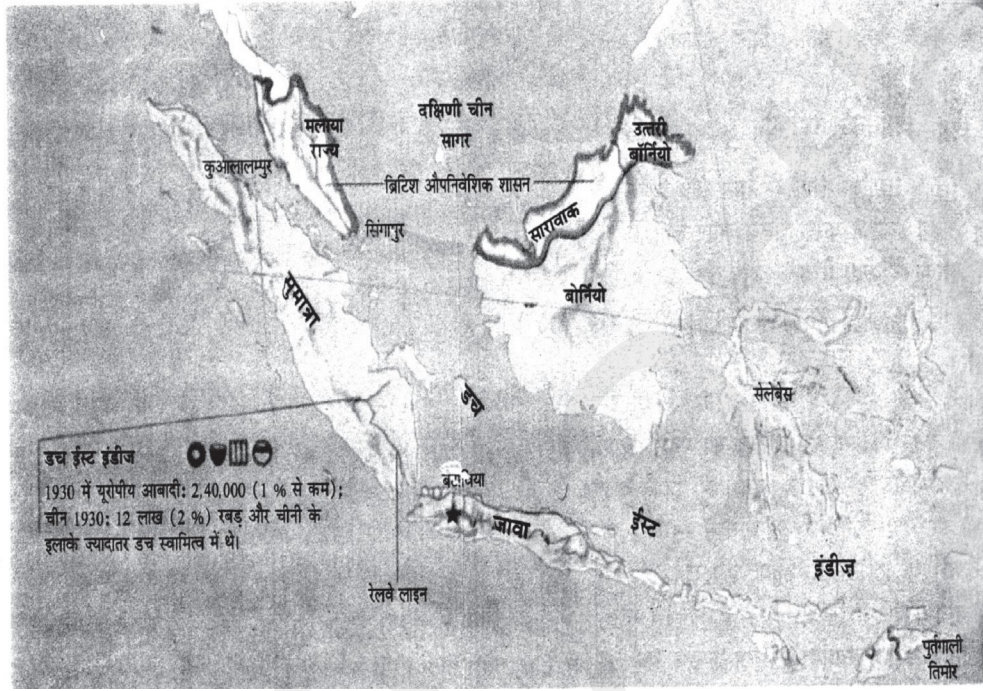 दक्षिणी चीन
सागर
मलाया
राज्य
उत्तरी
बॉर्नियो
कुआलालम्पुर
ब्रिटिश औपनिवेशिक शासन
सारावाक
सिंगापुर
सुमात्रा
बोर्नियो
सेलेबेस
डच
डच ईस्ट इंडीज
1930 में यूरोपीय आबादी: 2,40,000 (1 % से कम);
चीन 1930: 12 लाख (2 %) रबड़ और चीनी के
इलाके ज्यादातर डच स्वामित्व में थे।
बटाविया
जावा
ईस्ट
इंडीज़
रेलवे लाइन
पुर्तगाली
तिमोर